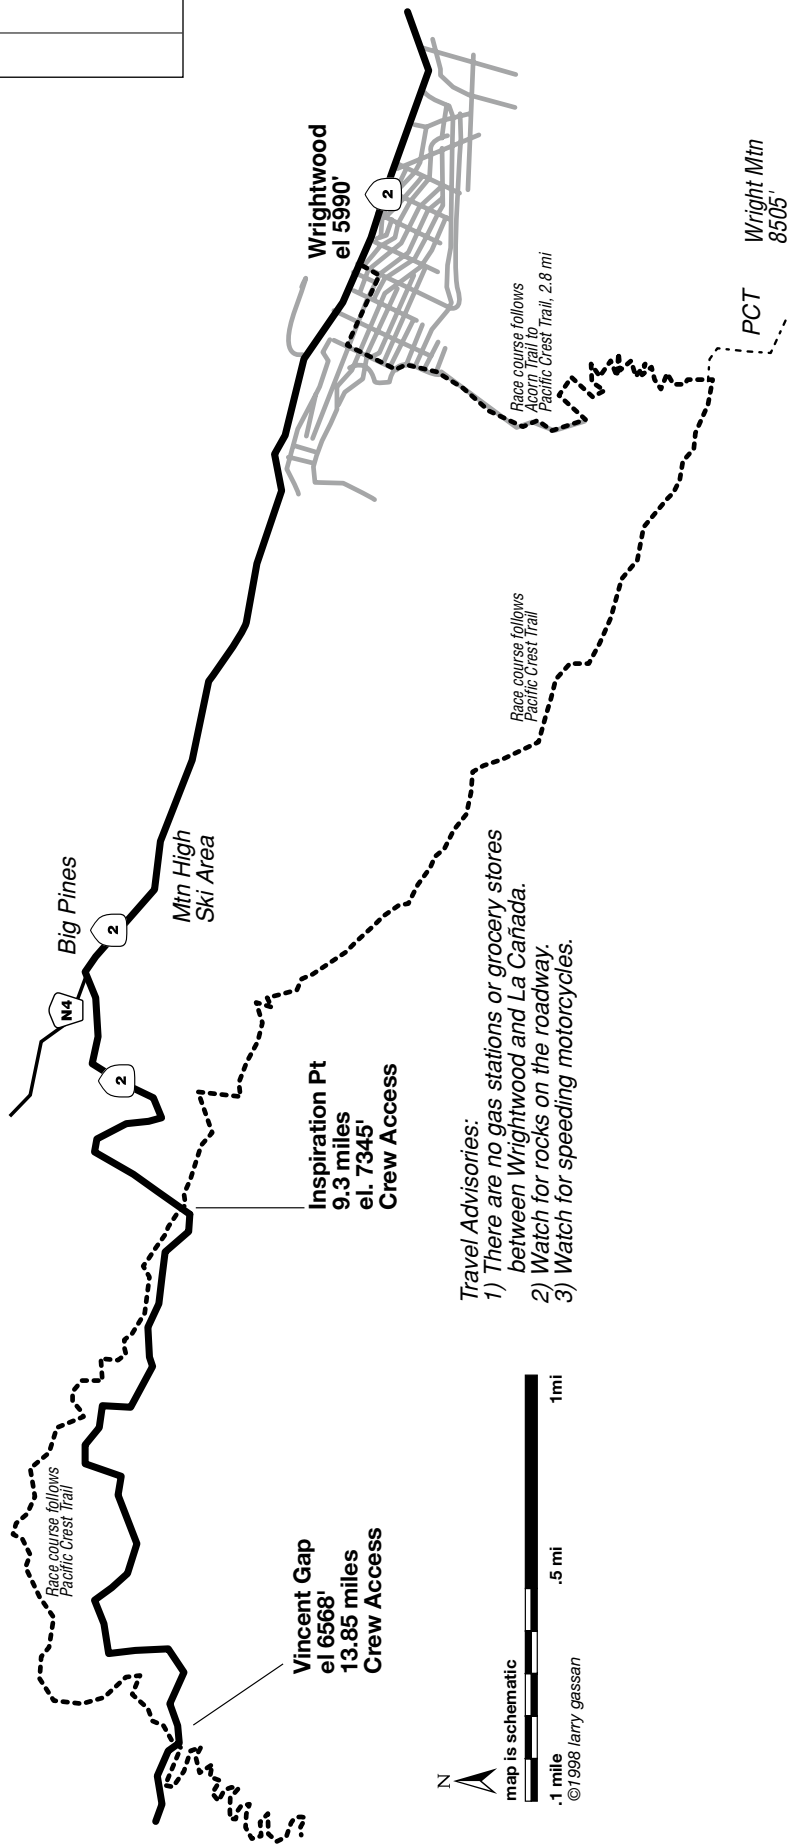 Wrightwood
el 5990'
2
Wright Mtn
8505'
PCT
Race course follows
Acorn Trail to
Pacific Crest Trail, 2.8 mi
Race course follows
Pacific Crest Trail
Big Pines
2
Mtn High
Ski Area
N4
2
Inspiration Pt
9.3 miles
el. 7345'
Crew Access
Travel Advisories:
1) There are no gas stations or grocery stores
between Wrightwood and La Cañada.
2) Watch for rocks on the roadway.
3) Watch for speeding motorcycles.
Race course follows
Pacific Crest Trail
Vincent Gap
el 6568'
13.85 miles
Crew Access
N
map is schematic
.1 mile
.5 mi
1mi
©1998 larry gassan